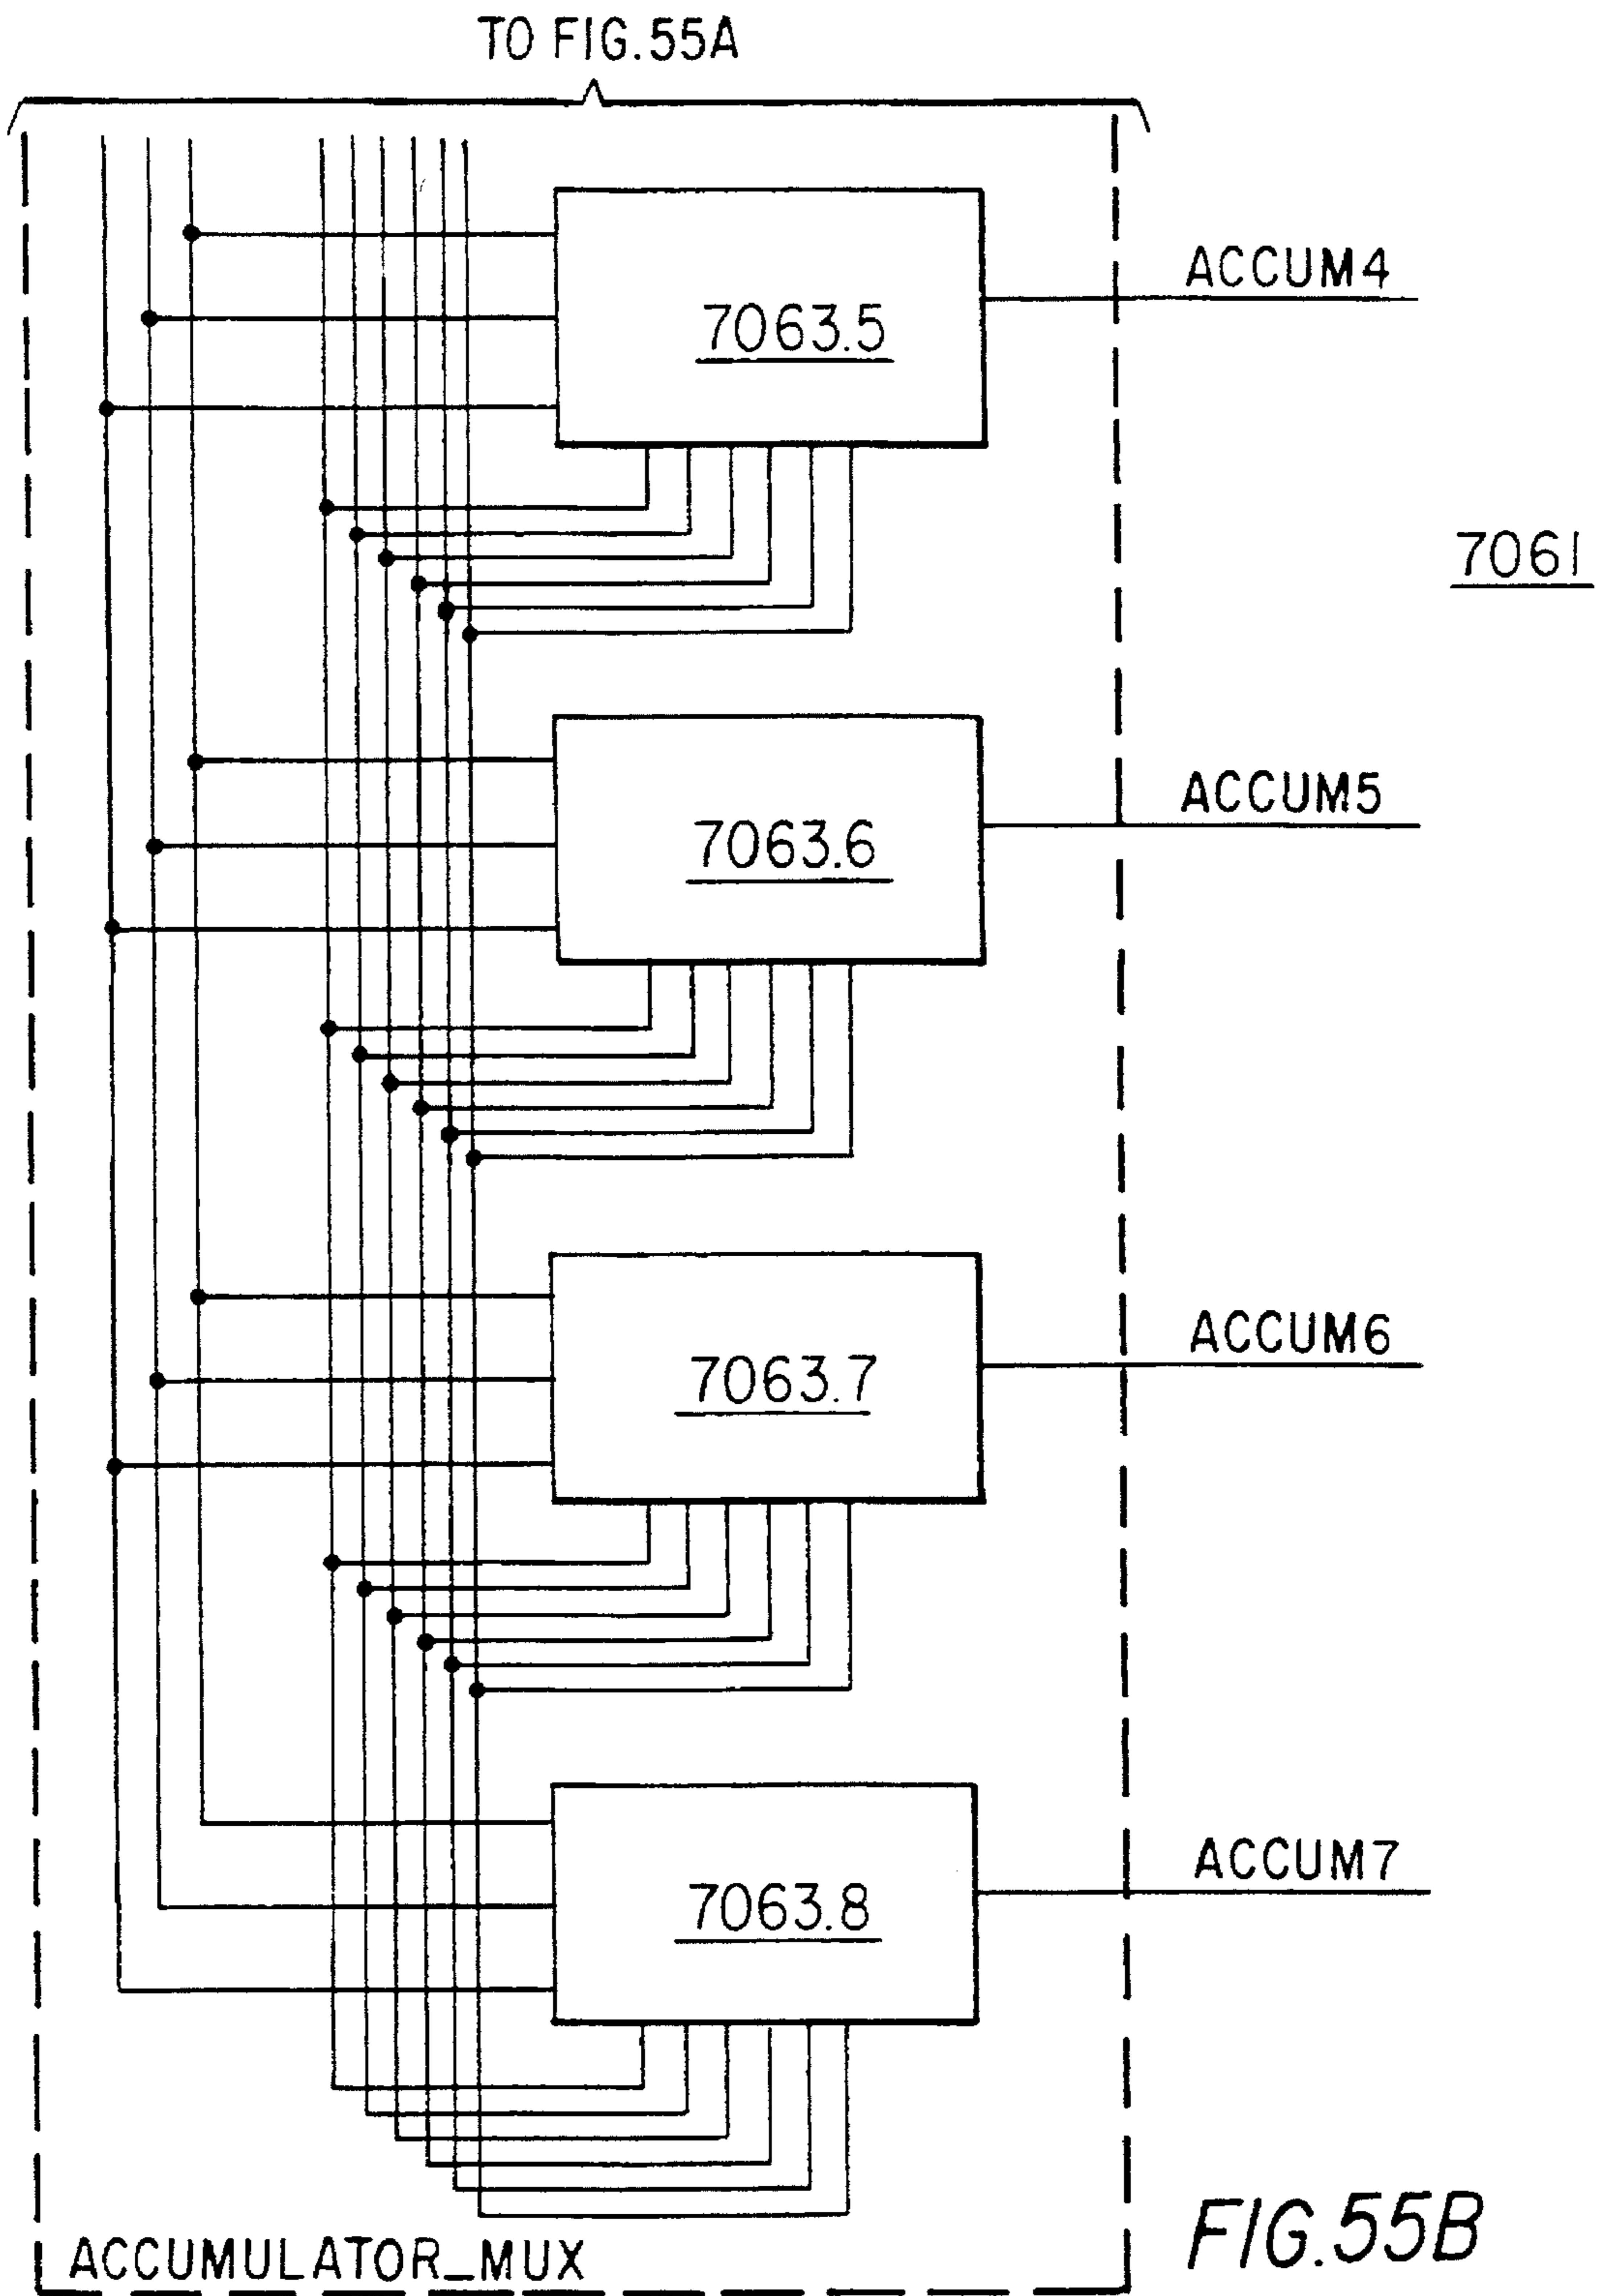 TO FIG.55A
7063.5
ACCUM4
7061
7063.6
ACCUM5
7063.7
ACCUM6
7063.8
ACCUM7
ACCUMULATOR_MUX
FIG.55B